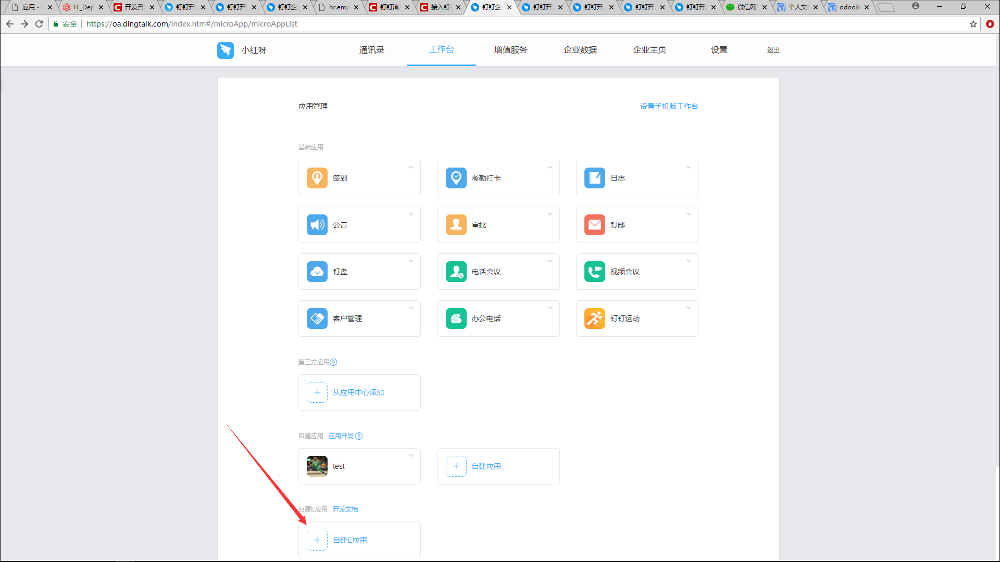 应用 -
IT_Dep
开发日
钉钉开
钉钉开
钉钉企
hr.emp
钉钉消
接入钉
钉钉企
钉钉开
钉钉开
钉钉开
钉钉开
微信网
个人文
odoo
安全 https://oa.dingtalk.com/index.htm#/microApp/microAppList
小红呀 通讯录 工作台 增值服务 企业数据 企业主页 设置 退出
应用管理 设置手机版工作台
基础应用
签到 考勤打卡 日志
公告 审批 钉邮
钉盘 电话会议 视频会议
客户管理 办公电话 钉钉运动
第三方应用?
+ 从应用中心添加
自建应用 应用开发?
test + 自建应用
自建E应用 开发文档
+ 自建E应用